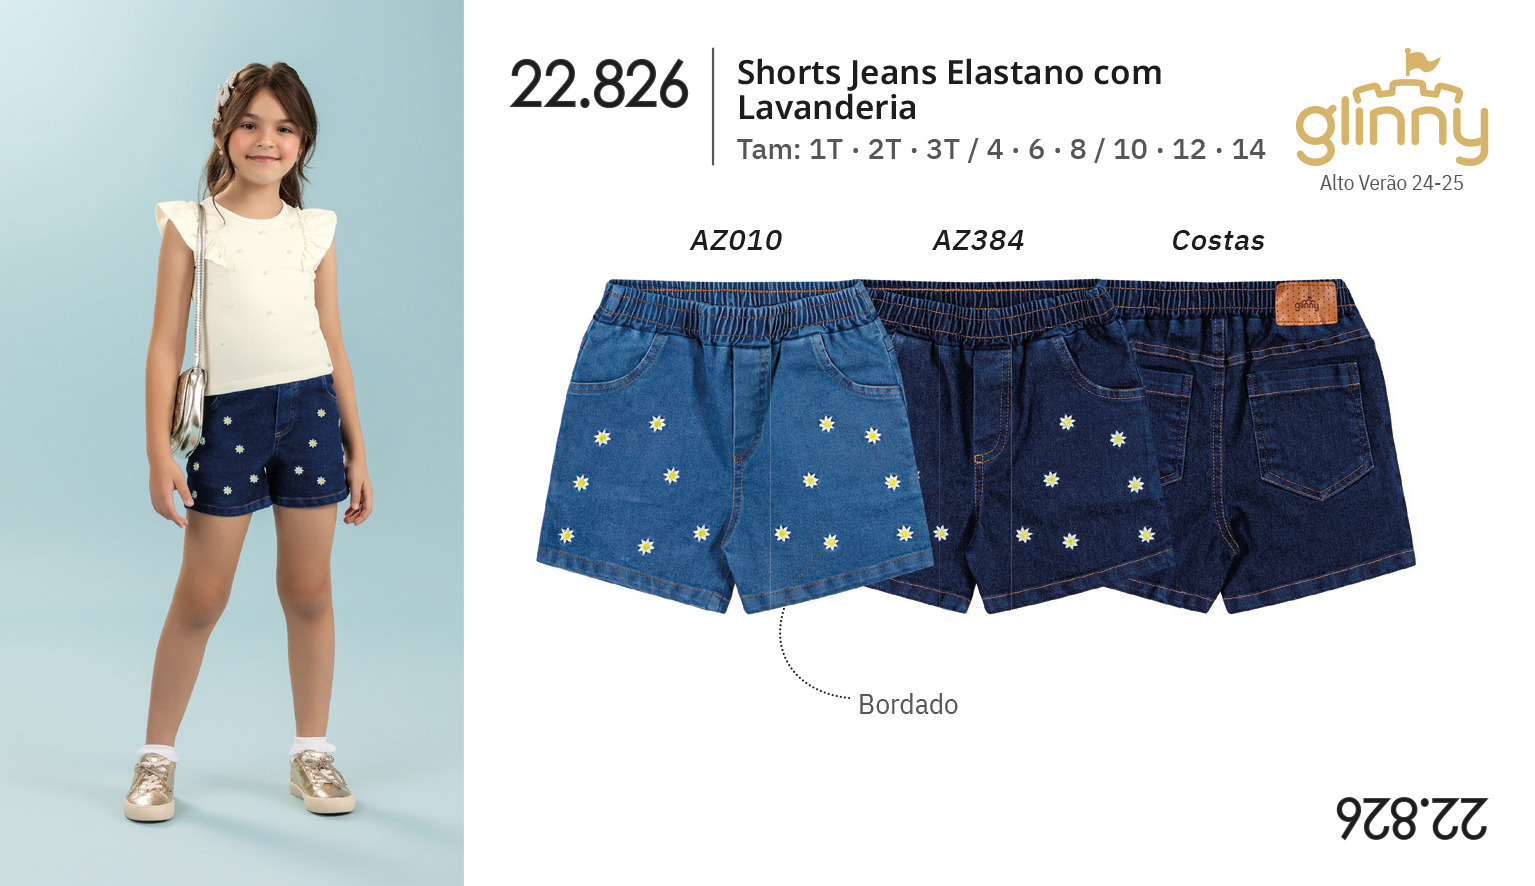 22.826
Shorts Jeans Elastano com
Lavanderia
Tam: 1T · 2T · 3T / 4 · 6 · 8 / 10 · 12 · 14
glinny
Alto Verão 24-25
AZ010
AZ384
Costas
glinny
Bordado
22.826